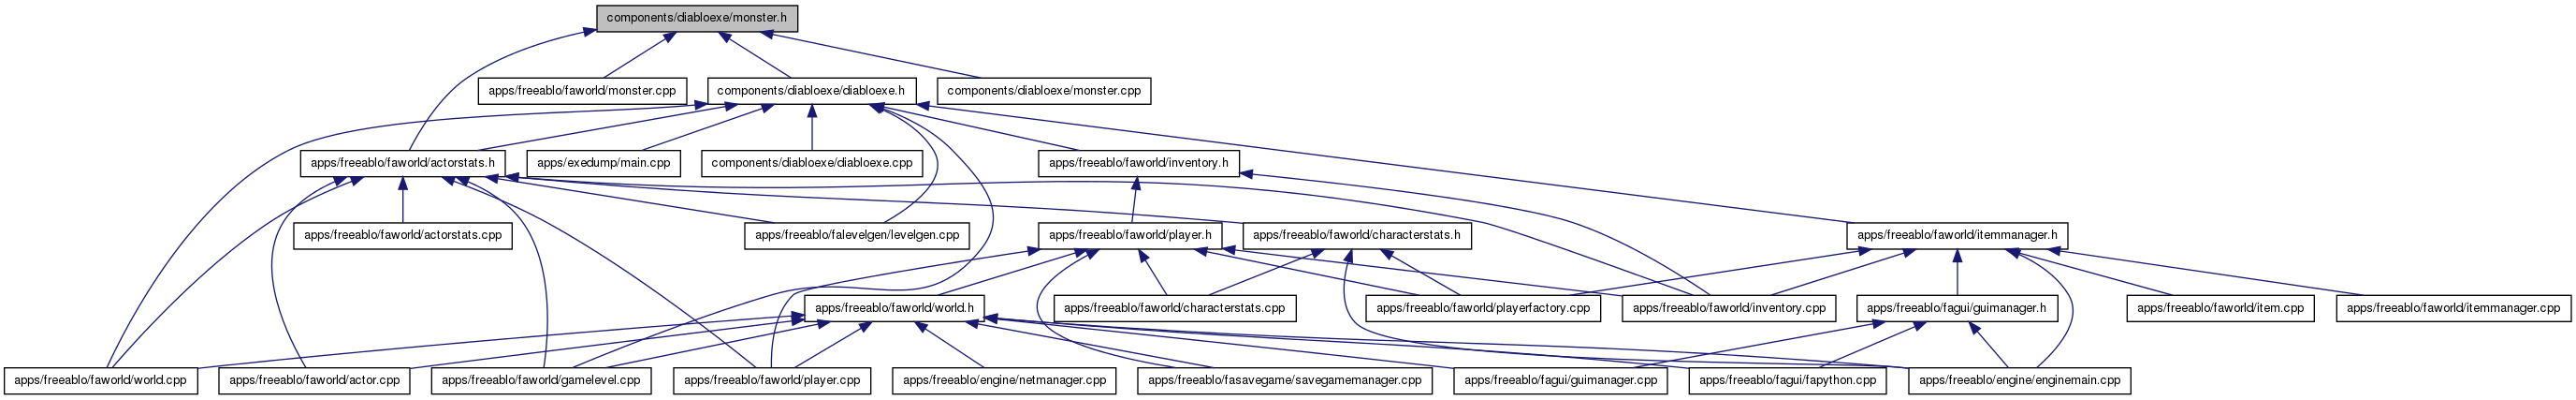 components/diabloexe/monster.h
apps/freeablo/faworld/monster.cpp
components/diabloexe/diabloexe.h
components/diabloexe/monster.cpp
apps/freeablo/faworld/actorstats.h
apps/exedump/main.cpp
components/diabloexe/diabloexe.cpp
apps/freeablo/faworld/inventory.h
apps/freeablo/faworld/actorstats.cpp
apps/freeablo/falevelgen/levelgen.cpp
apps/freeablo/faworld/player.h
apps/freeablo/faworld/characterstats.h
apps/freeablo/faworld/itemmanager.h
apps/freeablo/faworld/world.h
apps/freeablo/faworld/characterstats.cpp
apps/freeablo/faworld/playerfactory.cpp
apps/freeablo/faworld/inventory.cpp
apps/freeablo/fagui/guimanager.h
apps/freeablo/faworld/item.cpp
apps/freeablo/faworld/itemmanager.cpp
apps/freeablo/faworld/world.cpp
apps/freeablo/faworld/actor.cpp
apps/freeablo/faworld/gamelevel.cpp
apps/freeablo/faworld/player.cpp
apps/freeablo/engine/netmanager.cpp
apps/freeablo/fasavegame/savegamemanager.cpp
apps/freeablo/fagui/guimanager.cpp
apps/freeablo/fagui/fapython.cpp
apps/freeablo/engine/enginemain.cpp